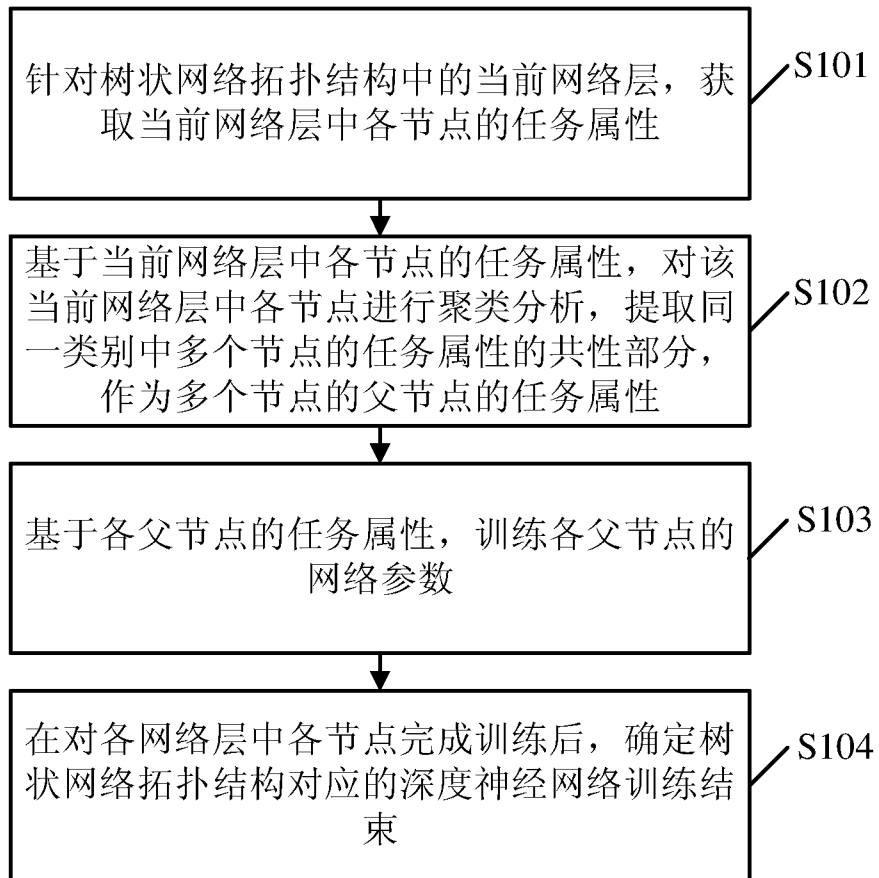 针对树状网络拓扑结构中的当前网络层，获
取当前网络层中各节点的任务属性
S101
基于当前网络层中各节点的任务属性，对该
当前网络层中各节点进行聚类分析，提取同
一类别中多个节点的任务属性的共性部分，
作为多个节点的父节点的任务属性
S102
基于各父节点的任务属性，训练各父节点的
网络参数
S103
在对各网络层中各节点完成训练后，确定树
状网络拓扑结构对应的深度神经网络训练结
束
S104